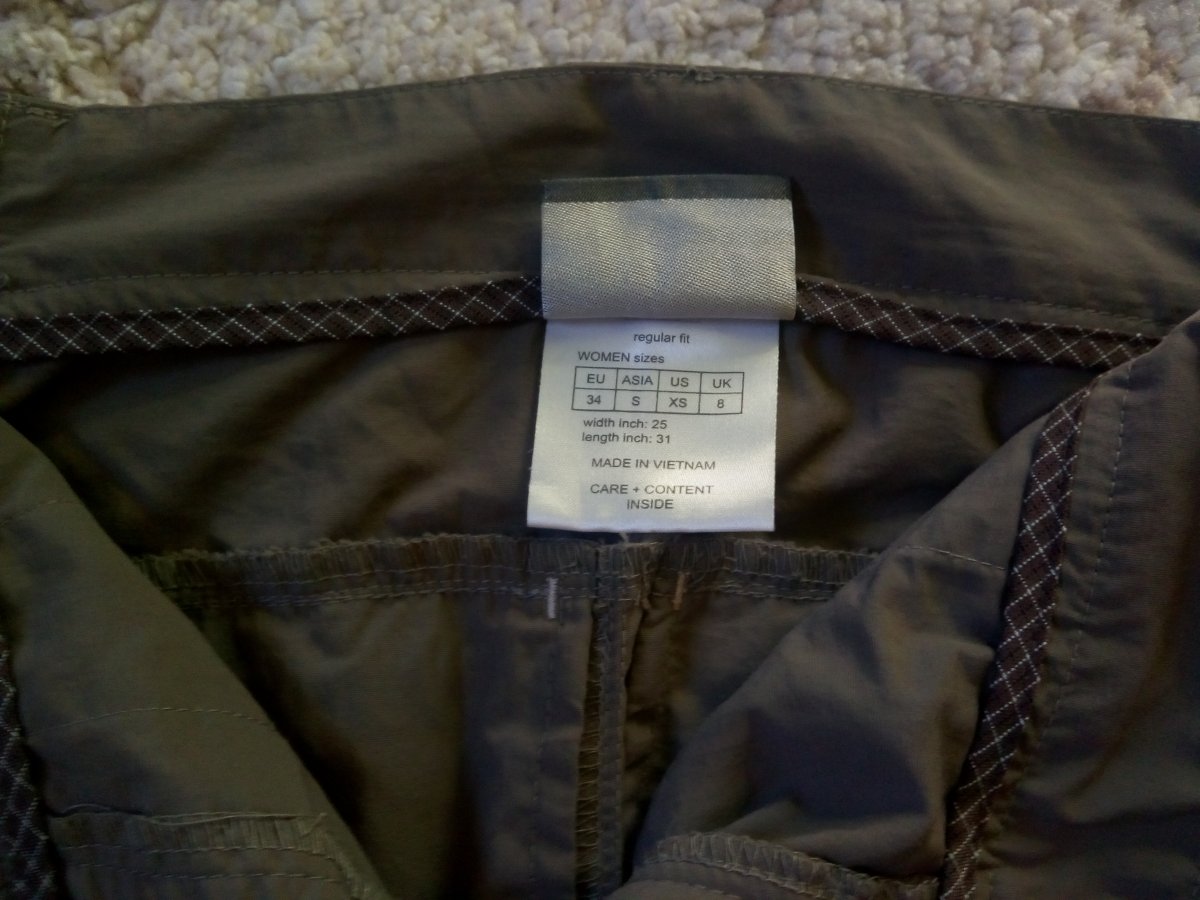 regular fit
WOMEN sizes
EU ASIA US UK
34 S XS 8
width inch: 25
length inch: 31
MADE IN VIETNAM
CARE + CONTENT
INSIDE